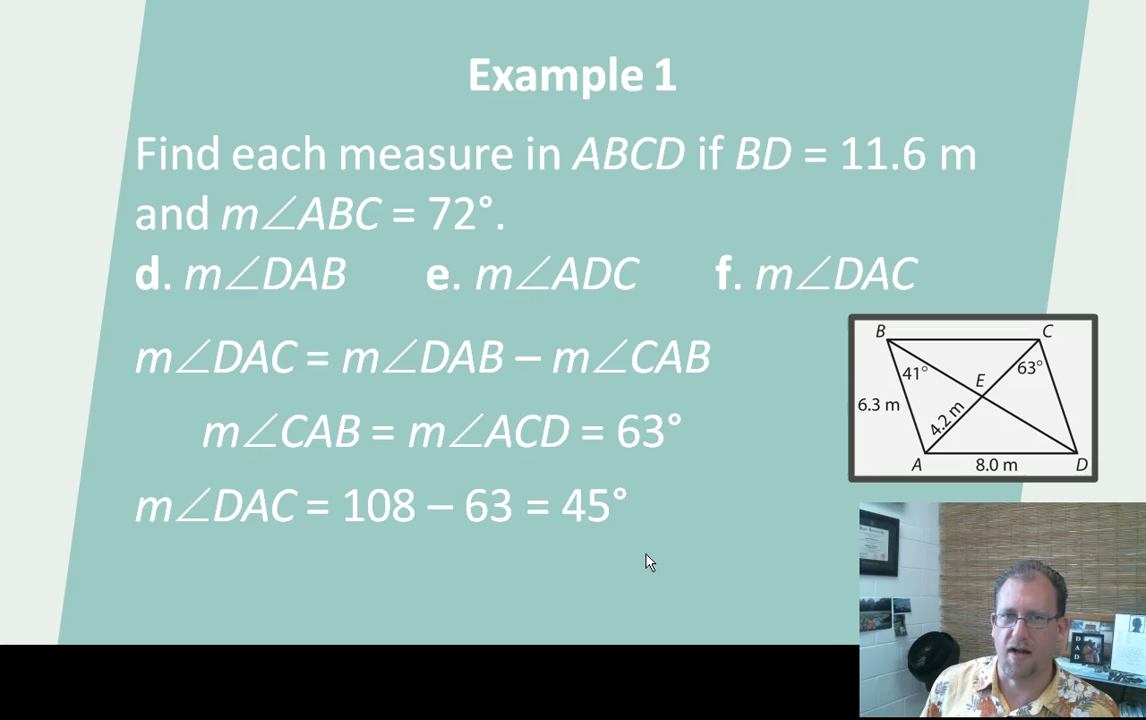 Example 1
Find each measure in ABCD if BD = 11.6 m
and m∠ABC = 72°.
d. m∠DAB e. m∠ADC f. m∠DAC
m∠DAC = m∠DAB – m∠CAB
m∠CAB = m∠ACD = 63°
m∠DAC = 108 – 63 = 45°
B C
41° E 63°
6.3 m 4.2 m
A 8.0 m D
DAD